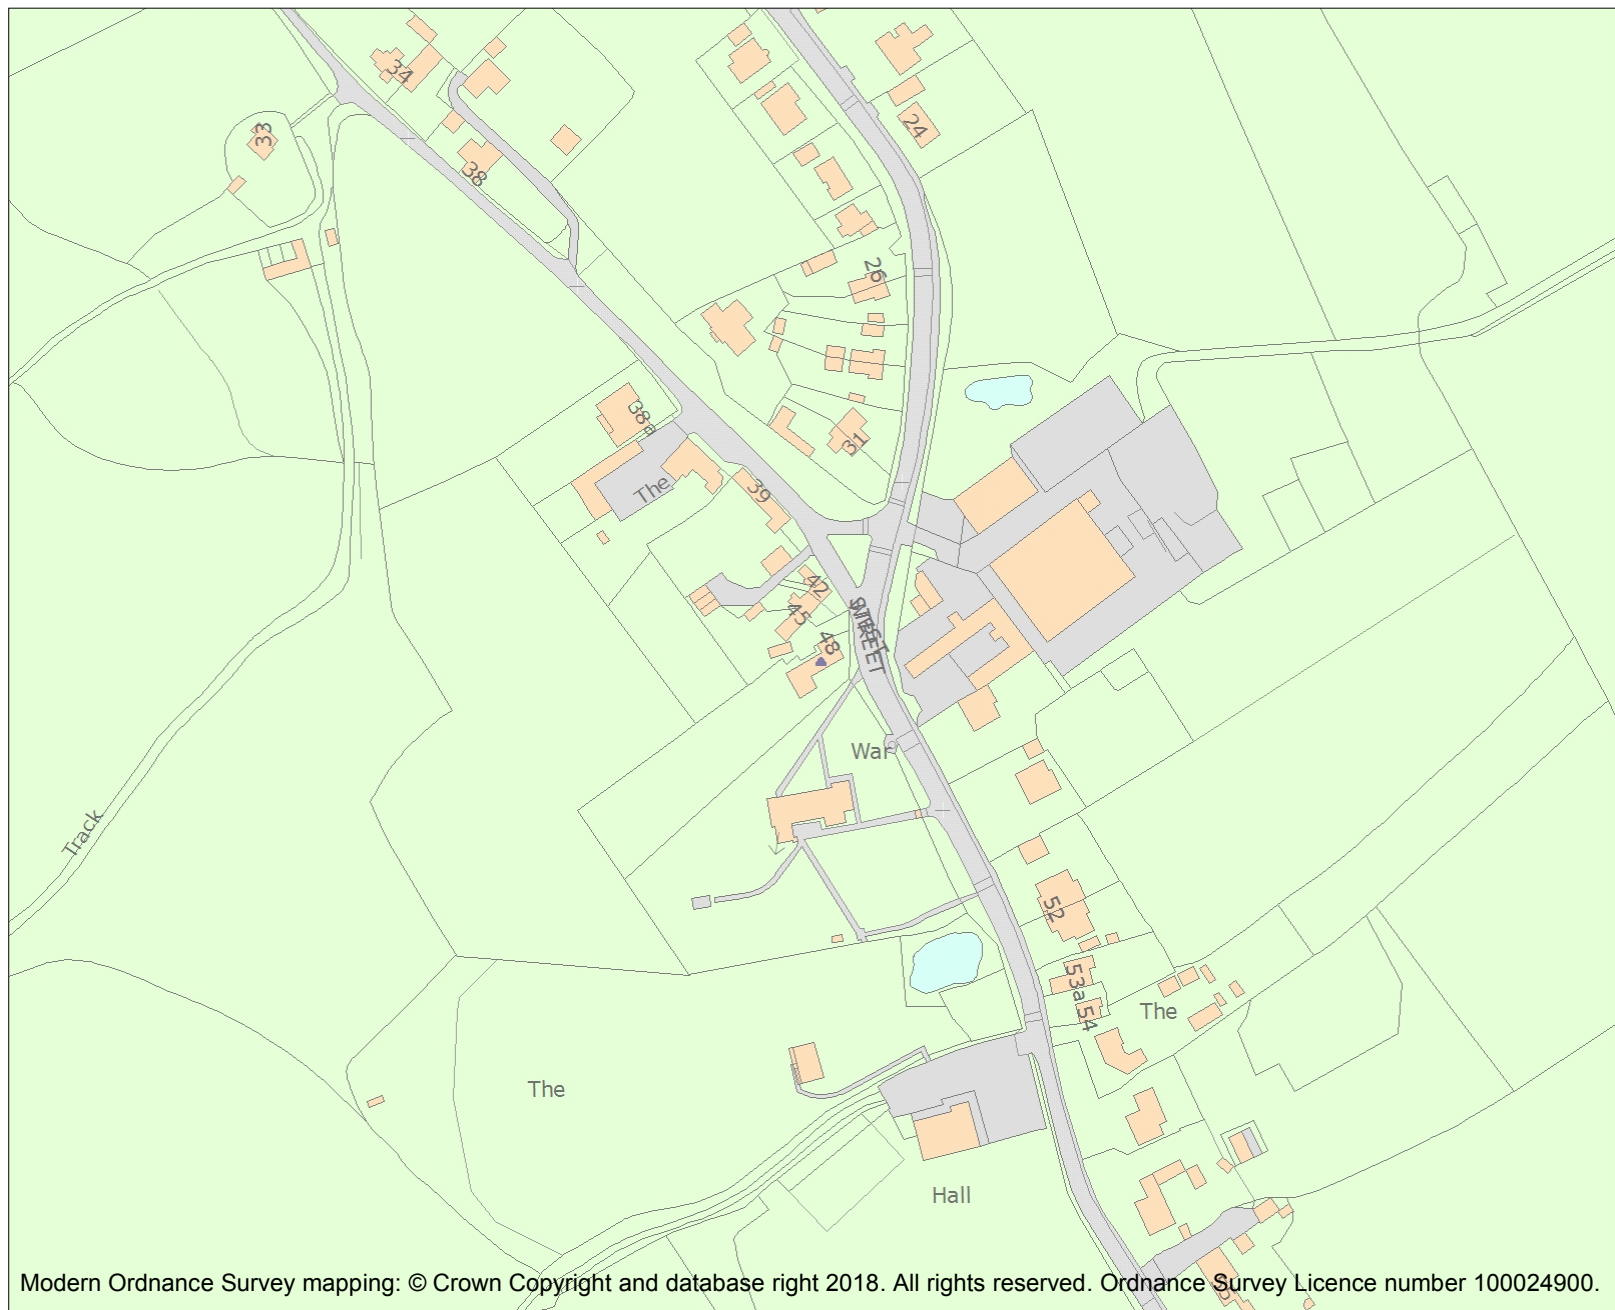 34
24
33
38
26
38a
31
The
39
42
45
WEST
STREET
48
War
Track
52
53a
54
The
The
Hall
Modern Ordnance Survey mapping: © Crown Copyright and database right 2018. All rights reserved. Ordnance Survey Licence number 100024900.